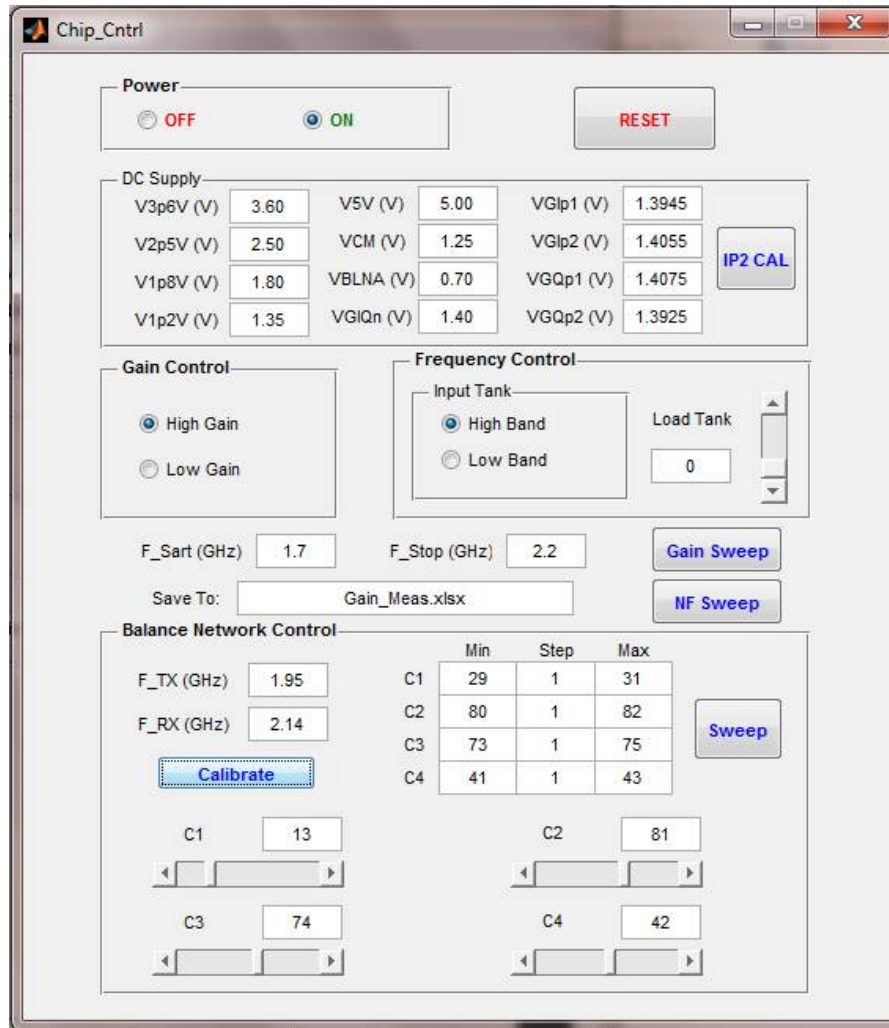 Chip_Cntrl
Power
OFF ON RESET
DC Supply
V3p6V (V) 3.60 V5V (V) 5.00 VGIp1 (V) 1.3945
V2p5V (V) 2.50 VCM (V) 1.25 VGIp2 (V) 1.4055
IP2 CAL
V1p8V (V) 1.80 VBLNA (V) 0.70 VGQp1 (V) 1.4075
V1p2V (V) 1.35 VGIQn (V) 1.40 VGQp2 (V) 1.3925
Gain Control
High Gain
Low Gain
Frequency Control
Input Tank
High Band
Low Band
Load Tank
0
F_Sart (GHz) 1.7 F_Stop (GHz) 2.2 Gain Sweep
Save To: Gain_Meas.xlsx NF Sweep
Balance Network Control
F_TX (GHz) 1.95
F_RX (GHz) 2.14
Calibrate
Min Step Max
C1 29 1 31
C2 80 1 82
C3 73 1 75
C4 41 1 43
Sweep
C1 13 C2 81
C3 74 C4 42